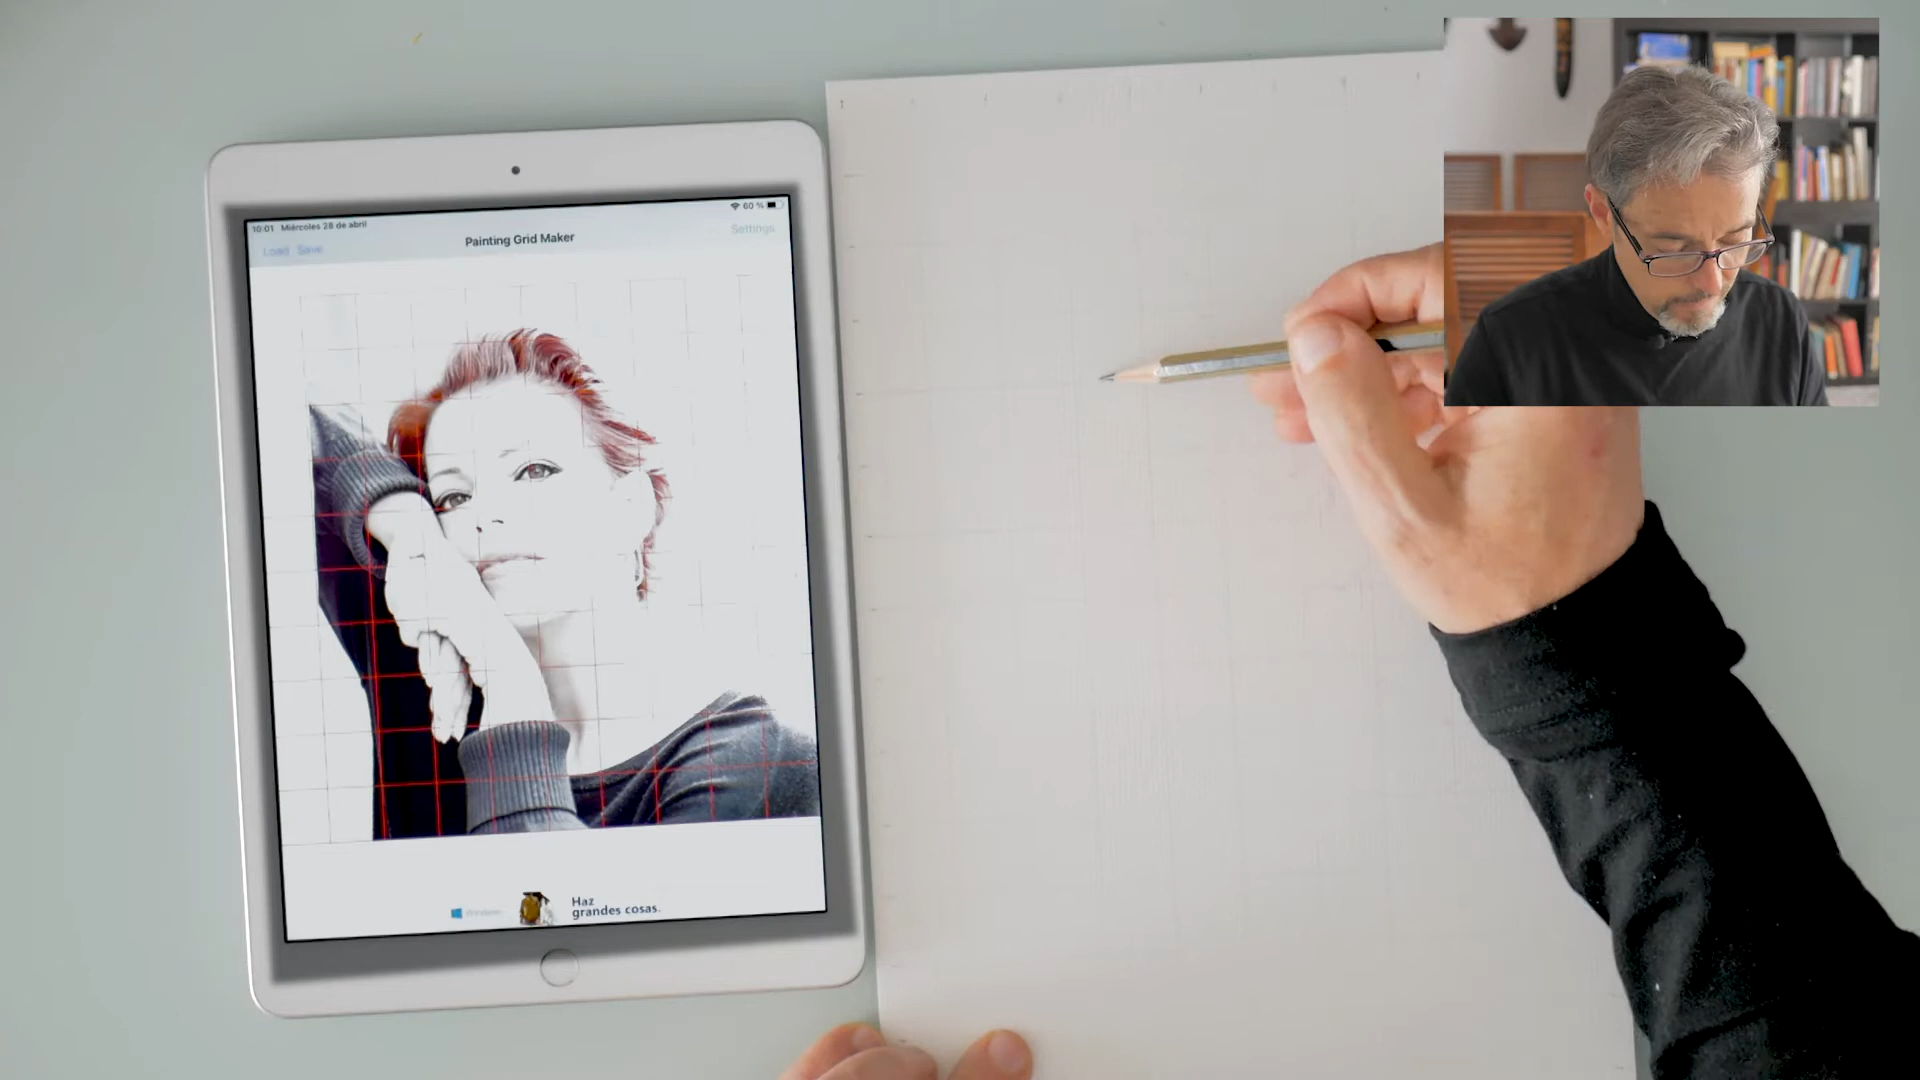 10:01 Miércoles 28 de abril
60 %
Load Save
Painting Grid Maker
Settings
Haz
grandes cosas.